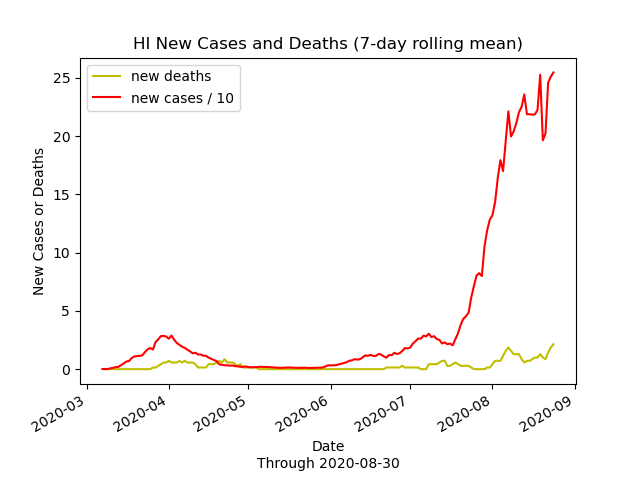 HI New Cases and Deaths (7-day rolling mean)
new deaths
new cases / 10
New Cases or Deaths
25
20
15
10
5
0
2020-03
2020-04
2020-05
2020-06
2020-07
2020-08
2020-09
Date
Through 2020-08-30